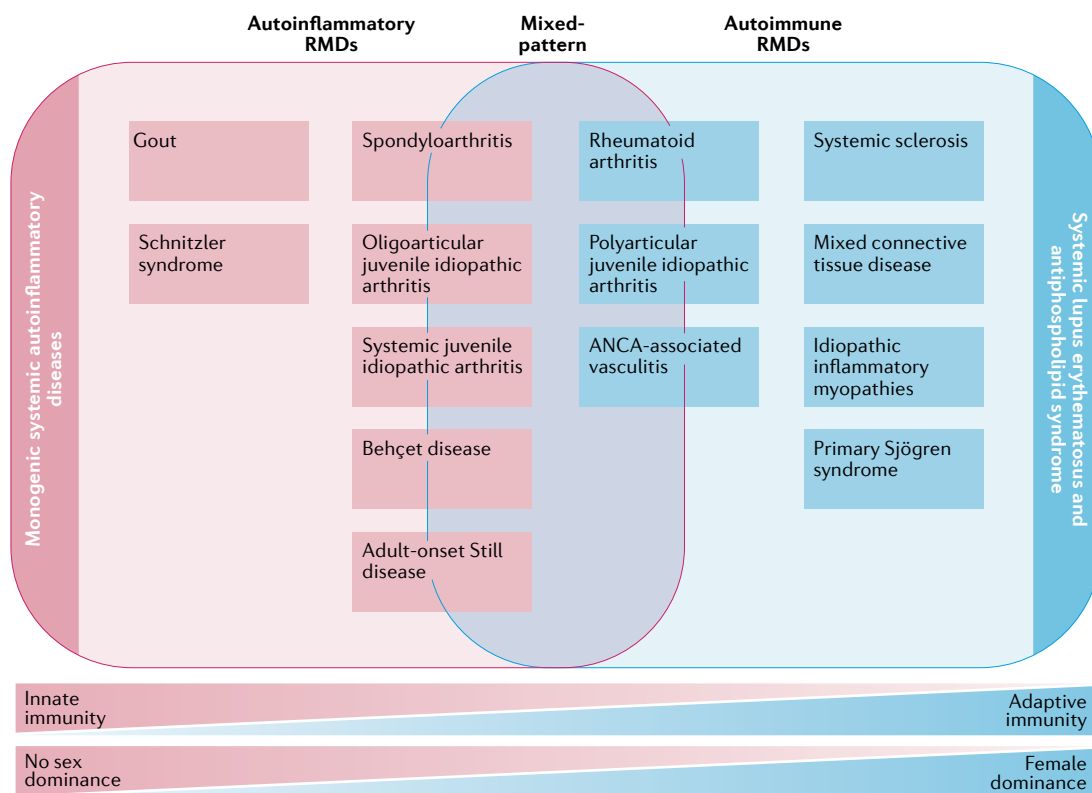 Autoinflammatory
RMDs
Mixed-
pattern
Autoimmune
RMDs
Monogenic systemic autoinflammatory
diseases
Gout
Schnitzler
syndrome
Spondyloarthritis
Oligoarticular
juvenile idiopathic
arthritis
Systemic juvenile
idiopathic arthritis
Behçet disease
Adult-onset Still
disease
Rheumatoid
arthritis
Polyarticular
juvenile idiopathic
arthritis
ANCA-associated
vasculitis
Systemic sclerosis
Mixed connective
tissue disease
Idiopathic
inflammatory
myopathies
Primary Sjögren
syndrome
Systemic lupus erythematosus and
antiphospholipid syndrome
Innate
immunity
Adaptive
immunity
No sex
dominance
Female
dominance